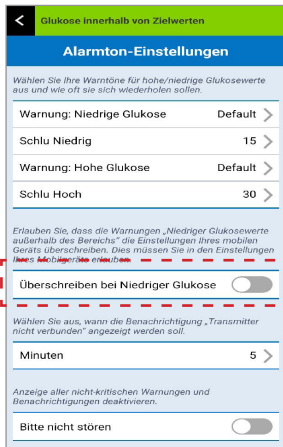 Glukose innerhalb von Zielwerten
Alarmton-Einstellungen
Wählen Sie Ihre Warntöne für hohe/niedrige Glukosewerte
aus und wie oft sie sich wiederholen sollen.
Warnung: Niedrige Glukose Default
Schlu Niedrig 15
Warnung: Hohe Glukose Default
Schlu Hoch 30
Erlauben Sie, dass die Warnungen „Niedriger Glukosewerte
außerhalb des Bereichs“ die Einstellungen Ihres mobilen
Geräts überschreiben. Dies müssen Sie in den Einstellungen
Ihres Mobilgeräts erlauben.
Überschreiben bei Niedriger Glukose
Wählen Sie aus, wann die Benachrichtigung „Transmitter
nicht verbunden“ angezeigt werden soll.
Minuten 5
Anzeige aller nicht-kritischen Warnungen und
Benachrichtigungen deaktivieren.
Bitte nicht stören